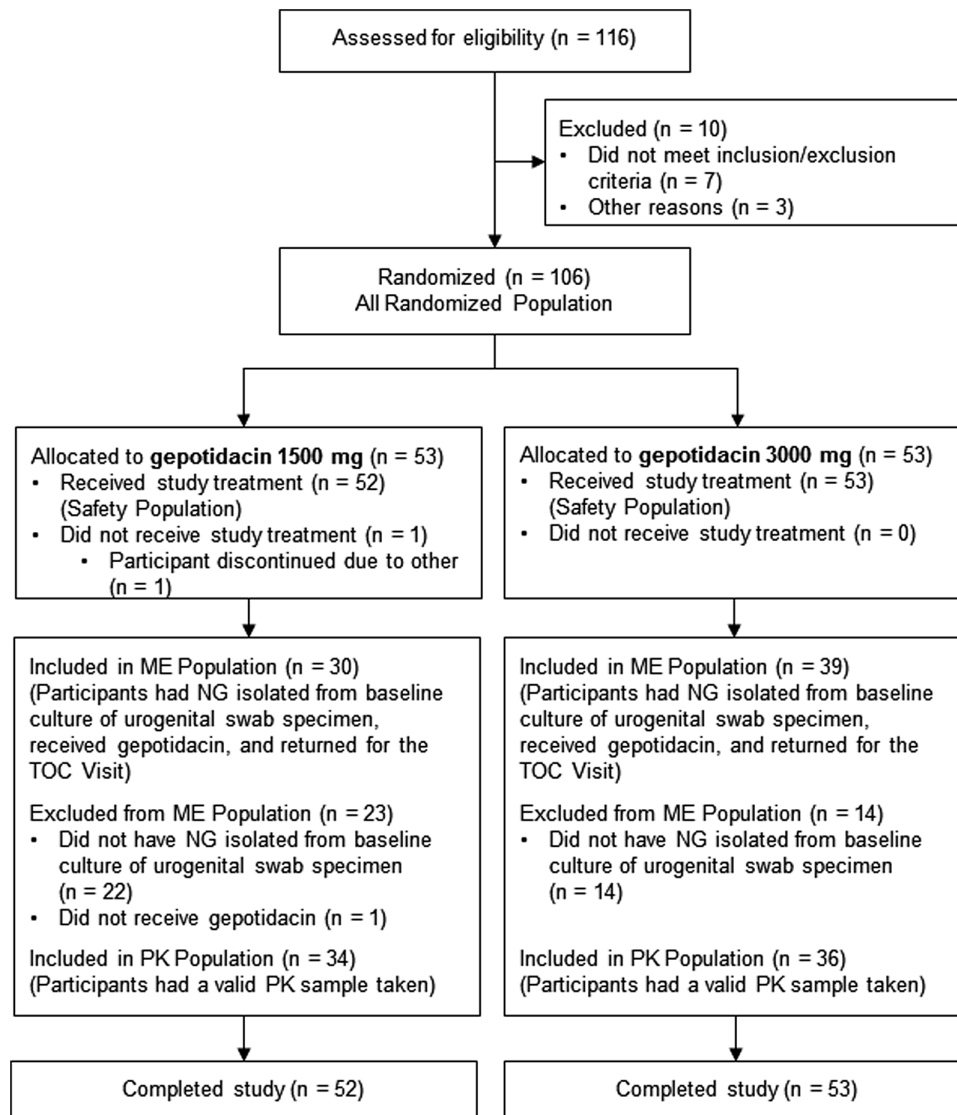 Assessed for eligibility (n = 116)
Excluded (n = 10)
• Did not meet inclusion/exclusion
criteria (n = 7)
• Other reasons (n = 3)
Randomized (n = 106)
All Randomized Population
Allocated to gepotidacin 1500 mg (n = 53)
• Received study treatment (n = 52)
(Safety Population)
• Did not receive study treatment (n = 1)
• Participant discontinued due to other
(n = 1)
Allocated to gepotidacin 3000 mg (n = 53)
• Received study treatment (n = 53)
(Safety Population)
• Did not receive study treatment (n = 0)
Included in ME Population (n = 30)
(Participants had NG isolated from baseline
culture of urogenital swab specimen,
received gepotidacin, and returned for the
TOC Visit)
Excluded from ME Population (n = 23)
• Did not have NG isolated from baseline
culture of urogenital swab specimen
(n = 22)
• Did not receive gepotidacin (n = 1)
Included in PK Population (n = 34)
(Participants had a valid PK sample taken)
Included in ME Population (n = 39)
(Participants had NG isolated from baseline
culture of urogenital swab specimen,
received gepotidacin, and returned for the
TOC Visit)
Excluded from ME Population (n = 14)
• Did not have NG isolated from baseline
culture of urogenital swab specimen
(n = 14)
Included in PK Population (n = 36)
(Participants had a valid PK sample taken)
Completed study (n = 52)
Completed study (n = 53)